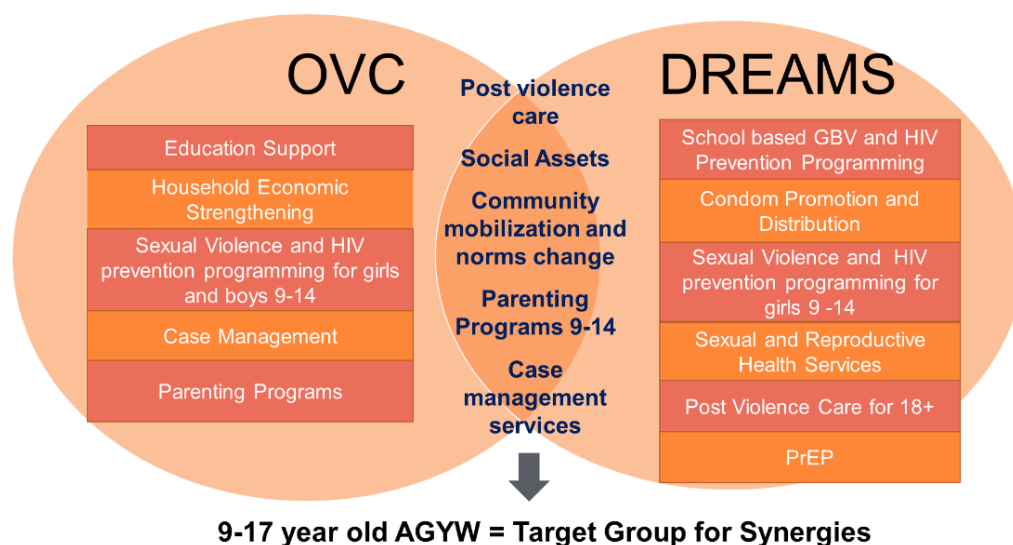 OVC
Education Support
Household Economic
Strengthening
Sexual Violence and HIV
prevention programming for girls
and boys 9-14
Case Management
Parenting Programs
Post violence
care
Social Assets
Community
mobilization and
norms change
Parenting
Programs 9-14
Case
management
services
DREAMS
School based GBV and HIV
Prevention Programming
Condom Promotion and
Distribution
Sexual Violence and HIV
prevention programming for
girls 9 -14
Sexual and Reproductive
Health Services
Post Violence Care for 18+
PrEP
9-17 year old AGYW = Target Group for Synergies